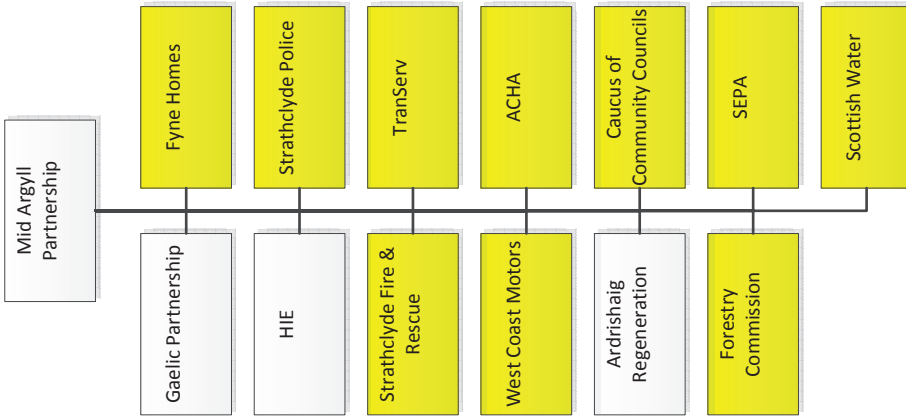 Mid Argyll
Partnership
Gaelic Partnership
Fyne Homes
HIE
Strathclyde Police
Strathclyde Fire &
Rescue
TranServ
West Coast Motors
ACHA
Ardrishaig
Regeneration
Caucus of
Community Councils
Forestry
Commission
SEPA
Scottish Water